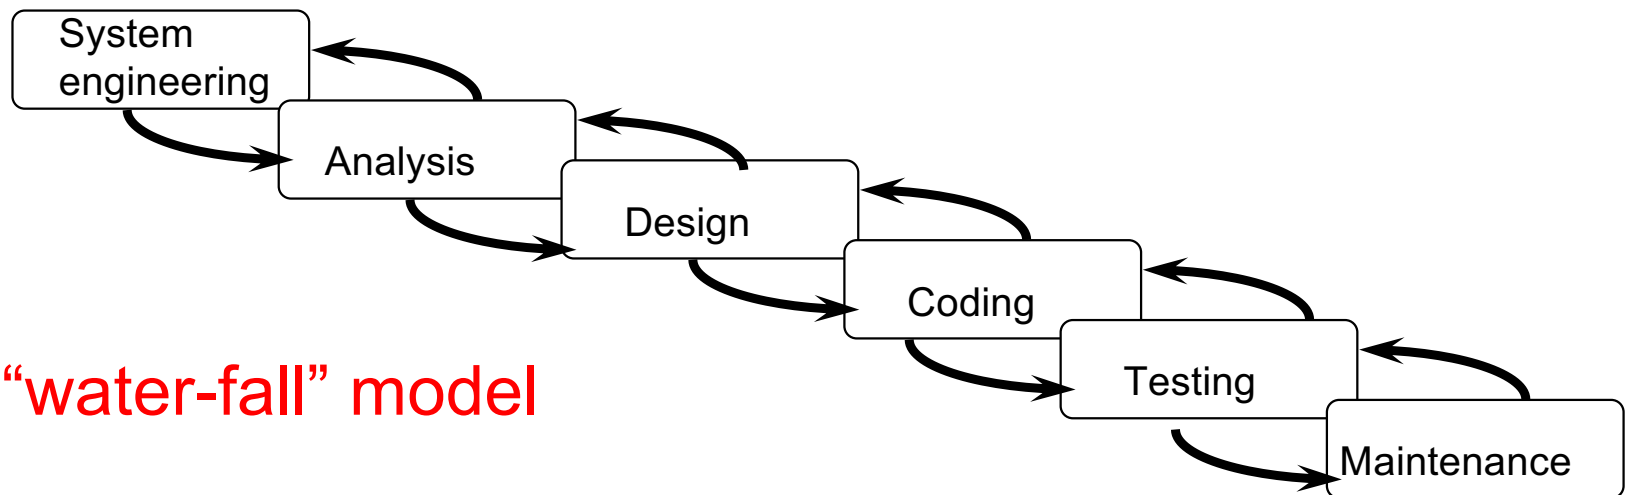 System
engineering
Analysis
Design
Coding
Testing
Maintenance
“water-fall” model